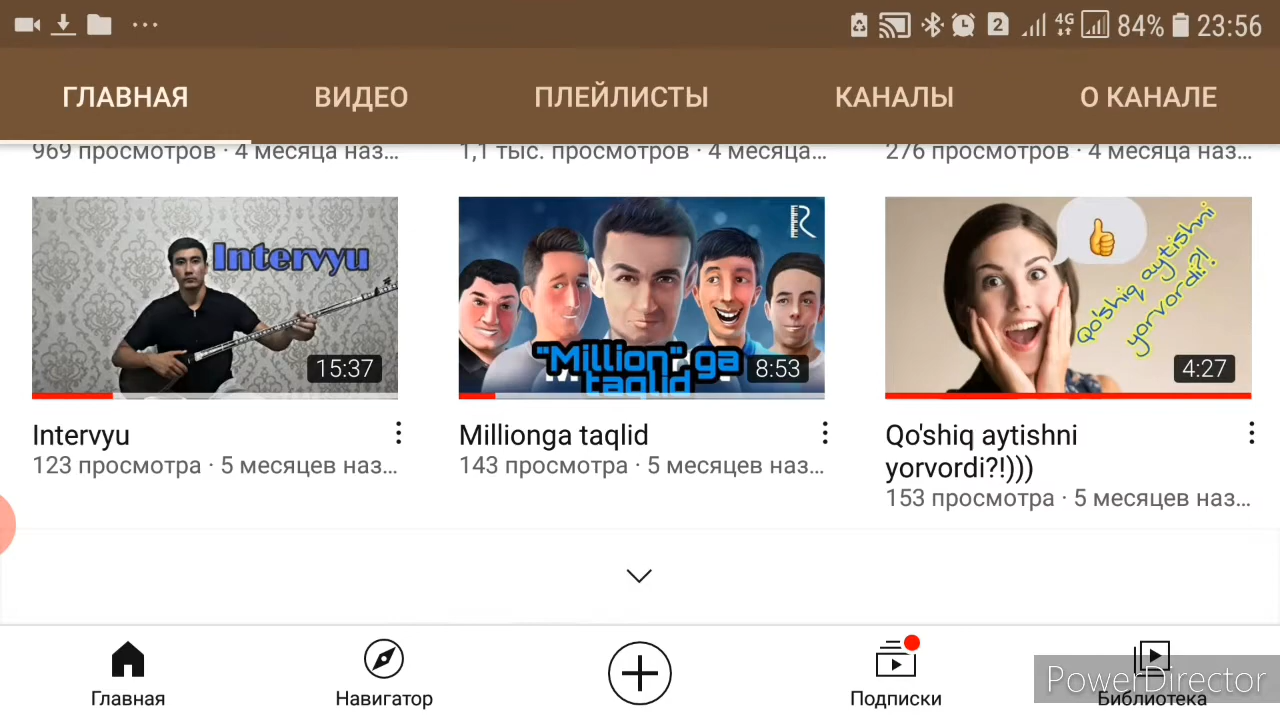 4G 84% 23:56
2
ГЛАВНАЯ ВИДЕО ПЛЕЙЛИСТЫ КАНАЛЫ О КАНАЛЕ
969 просмотров · 4 месяца наз...
1,1 тыс. просмотров · 4 месяца...
276 просмотров · 4 месяца наз...
Intervyu
15:37
Intervyu
123 просмотра · 5 месяцев наз...
R
"Million" ga
taqlid
8:53
Millionga taqlid
143 просмотра · 5 месяцев наз...
Qo'shiq aytishni
yorvordi?!
4:27
Qo'shiq aytishni
yorvordi?!)))
153 просмотра · 5 месяцев наз...
Главная Навигатор Подписки Библиотека
PowerDirector